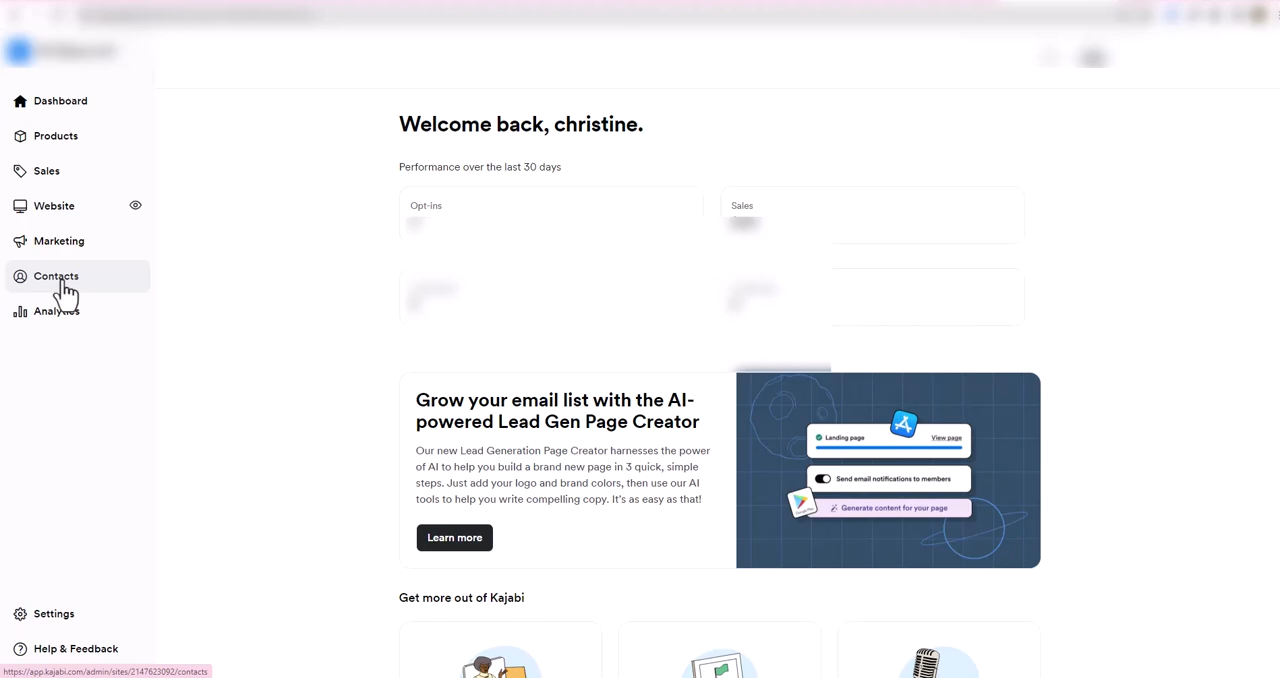 Dashboard
Products
Sales
Website
Marketing
Contacts
Analytics
Settings
Help & Feedback
https://app.kajabi.com/admin/sites/2147623092/contacts
Welcome back, christine.
Performance over the last 30 days
Opt-ins
Sales
Grow your email list with the AI-
powered Lead Gen Page Creator
Our new Lead Generation Page Creator harnesses the power
of AI to help you build a brand new page in 3 quick, simple
steps. Just add your logo and brand colors, then use our AI
tools to help you write compelling copy. It's as easy as that!
Learn more
Landing page
View page
Send email notifications to members
Generate content for your page
Get more out of Kajabi